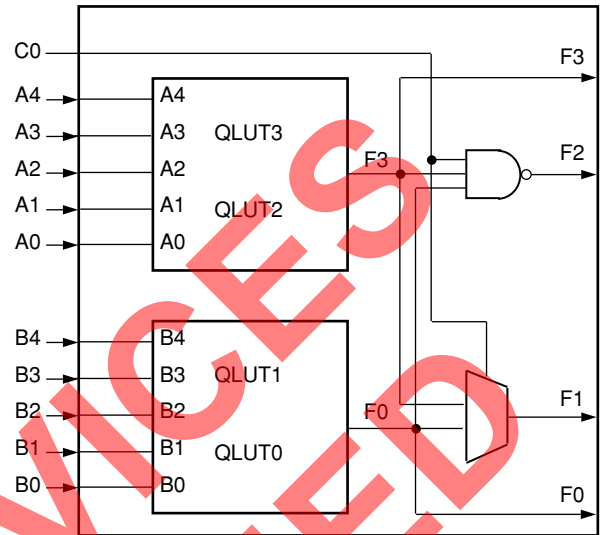 C0
F3
A4 A4
A3 A3 QLUT3
F3 F2
A2 A2
A1 A1 QLUT2
A0 A0
B4 B4
B3 B3 QLUT1
B2 B2 F0 F1
B1 B1 QLUT0
B0 B0 F0
VICES
ED